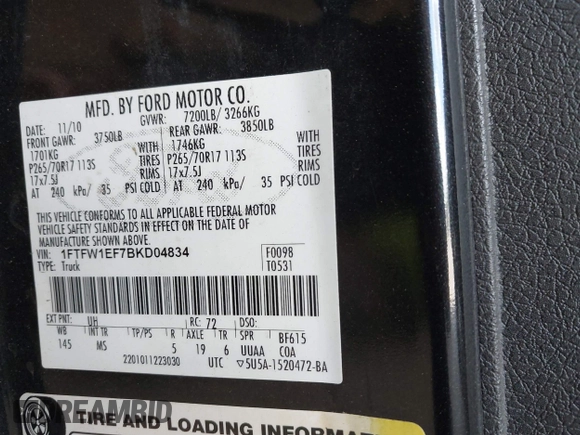 MFD. BY FORD MOTOR CO.
DATE: 11/10 GVWR: 7200LB/ 3266KG
FRONT GAWR: 3750LB REAR GAWR: 3850LB
1701KG WITH 1746KG WITH
P265/70R17 113S TIRES P265/70R17 113S TIRES
17x7.5J RIMS 17x7.5J RIMS
AT 240 kPa/ 35 PSI COLD AT 240 kPa/ 35 PSI COLD
THIS VEHICLE CONFORMS TO ALL APPLICABLE FEDERAL MOTOR
VEHICLE SAFETY STANDARDS IN EFFECT ON THE DATE OF
MANUFACTURE SHOWN ABOVE.
VIN: 1FTFW1EF7BKD04834 F0098
TYPE: Truck T0531
EXT PNT: UH RC: 72 DSO:
WB INT TR TP/PS R AXLE TR SPR BF615
145 MS 5 19 6 UUAA COA
2201011223030 UTC ▽5U5A-1520472-BA
DREAMBID
TIRE AND LOADING INFORMA